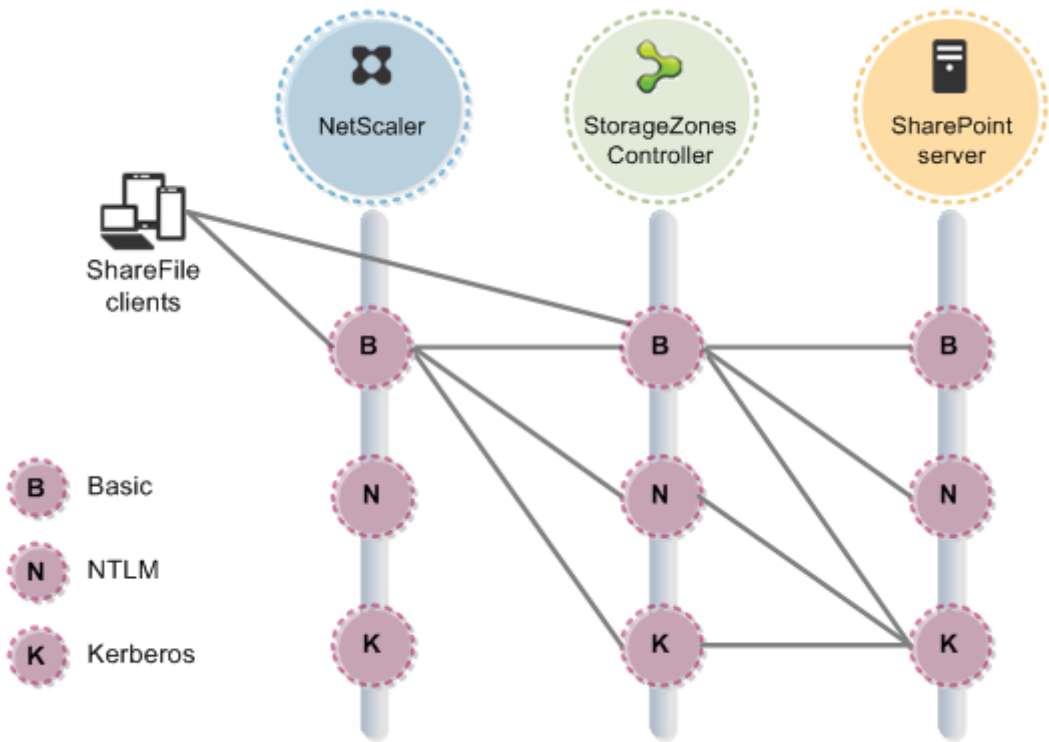 NetScaler
StorageZones
Controller
SharePoint
server
ShareFile
clients
B
B
B
B Basic
N
N
N
N NTLM
K
K
K
K Kerberos